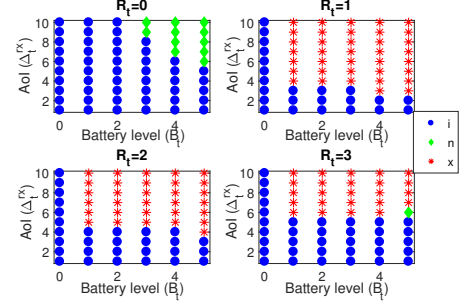 R_t=0
R_t=1
10
8
6
4
2
0 2 4
AoI (Δ_t^rx)
Battery level (B_t)
10
8
6
4
2
0 2 4
AoI (Δ_t^rx)
Battery level (B_t)
i
n
x
R_t=2
R_t=3
10
8
6
4
2
0 2 4
AoI (Δ_t^rx)
Battery level (B_t)
10
8
6
4
2
0 2 4
AoI (Δ_t^rx)
Battery level (B_t)